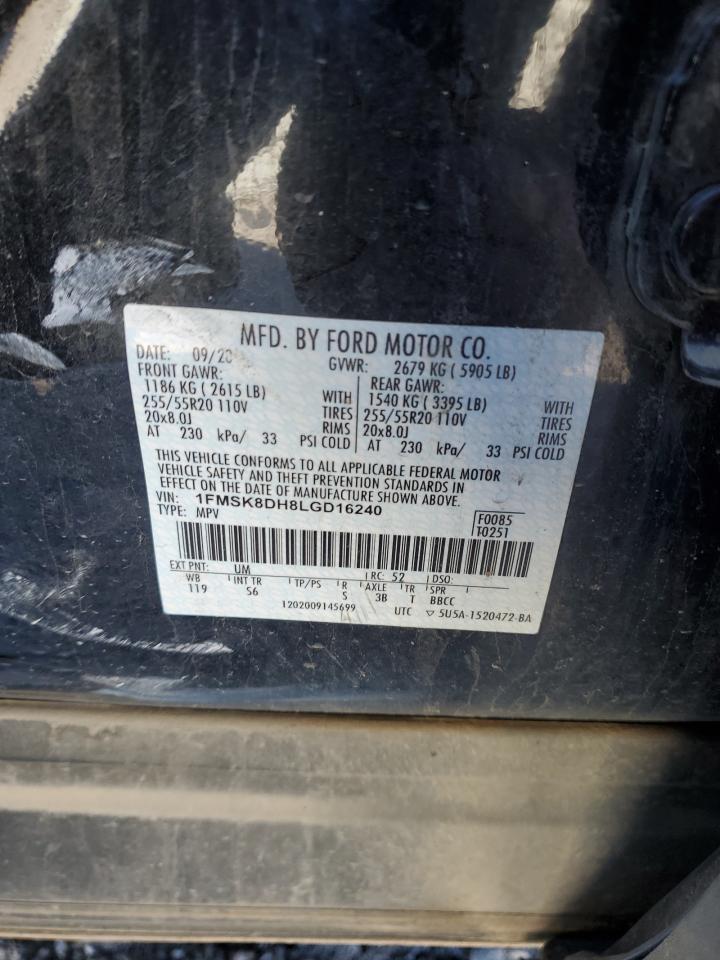 MFD. BY FORD MOTOR CO.
DATE: 09/20 GVWR: 2679 KG ( 5905 LB)
FRONT GAWR: REAR GAWR:
1186 KG ( 2615 LB) WITH 1540 KG ( 3395 LB) WITH
255/55R20 110V TIRES 255/55R20 110V TIRES
20x8.0J RIMS 20x8.0J RIMS
AT 230 kPa/ 33 PSI COLD AT 230 kPa/ 33 PSI COLD
THIS VEHICLE CONFORMS TO ALL APPLICABLE FEDERAL MOTOR
VEHICLE SAFETY AND THEFT PREVENTION STANDARDS IN
EFFECT ON THE DATE OF MANUFACTURE SHOWN ABOVE.
VIN: 1FMSK8DH8LGD16240
TYPE: MPV
F0085
T0251
EXT PNT: UM RC: 52 DSO:
WB INT TR TP/PS R AXLE TR SPR
119 S6 S 3B T BBCC
1202009145699 UTC ▽ 5U5A-1520472-BA